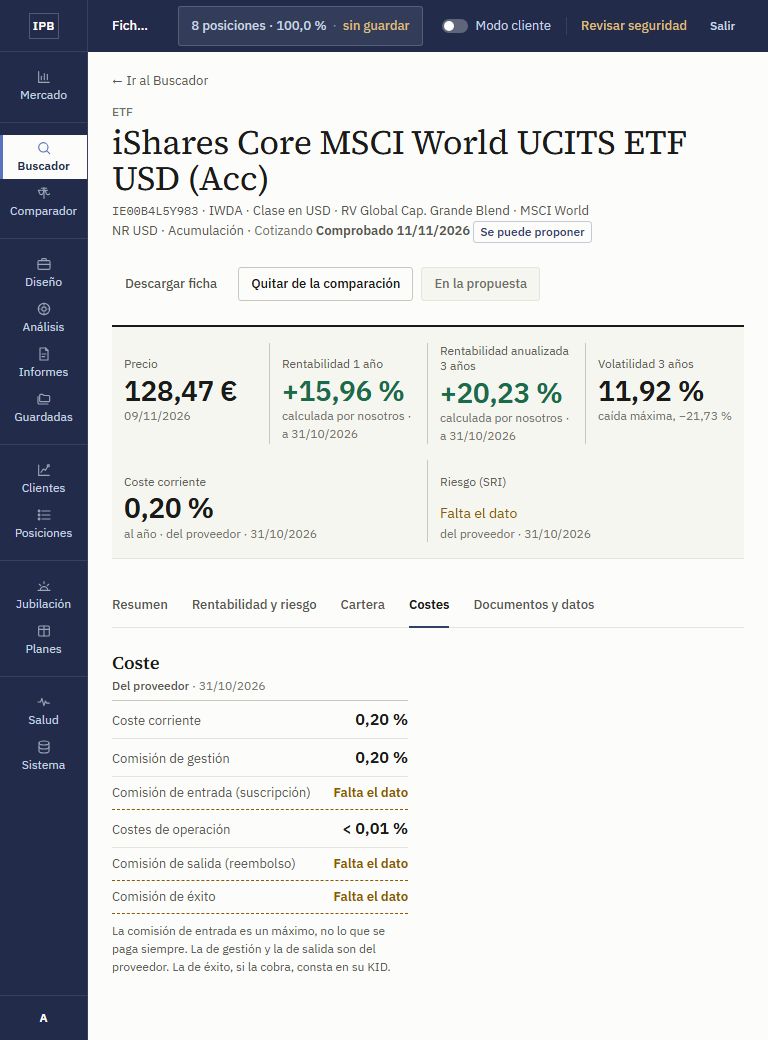 IPB
Fich...
8 posiciones · 100,0 % · sin guardar
Modo cliente
Revisar seguridad
Salir
Mercado
Buscador
Comparador
Diseño
Análisis
Informes
Guardadas
Clientes
Posiciones
Jubilación
Planes
Salud
Sistema
A
← Ir al Buscador
ETF
iShares Core MSCI World UCITS ETF
USD (Acc)
IE00B4L5Y983 · IWDA · Clase en USD · RV Global Cap. Grande Blend · MSCI World
NR USD · Acumulación · Cotizando Comprobado 11/11/2026 Se puede proponer
Descargar ficha
Quitar de la comparación
En la propuesta
Precio
128,47 €
09/11/2026
Rentabilidad 1 año
+15,96 %
calculada por nosotros ·
a 31/10/2026
Rentabilidad anualizada
3 años
+20,23 %
calculada por nosotros ·
a 31/10/2026
Volatilidad 3 años
11,92 %
caída máxima, −21,73 %
Coste corriente
0,20 %
al año · del proveedor · 31/10/2026
Riesgo (SRI)
Falta el dato
del proveedor · 31/10/2026
Resumen
Rentabilidad y riesgo
Cartera
Costes
Documentos y datos
Coste
Del proveedor · 31/10/2026
Coste corriente 0,20 %
Comisión de gestión 0,20 %
Comisión de entrada (suscripción) Falta el dato
Costes de operación < 0,01 %
Comisión de salida (reembolso) Falta el dato
Comisión de éxito Falta el dato
La comisión de entrada es un máximo, no lo que se
paga siempre. La de gestión y la de salida son del
proveedor. La de éxito, si la cobra, consta en su KID.